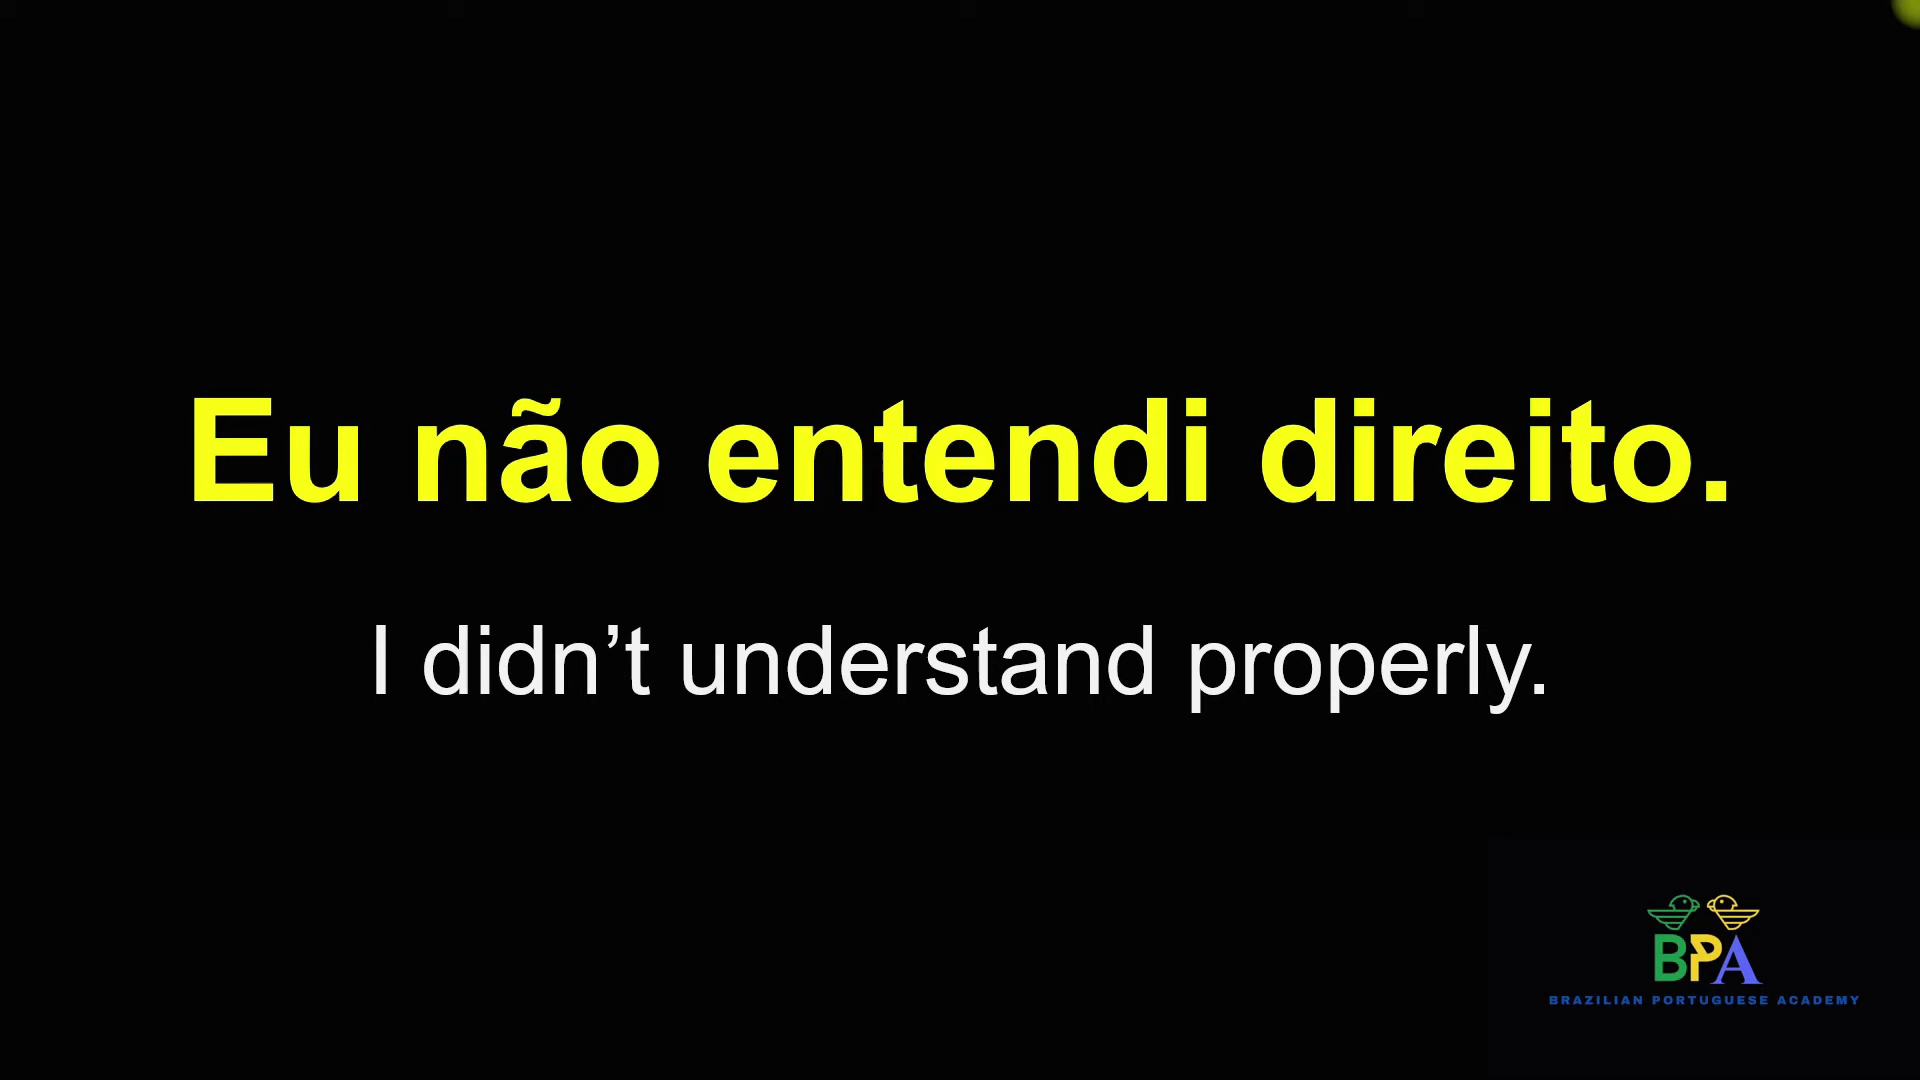 Eu não entendi direito.
I didn’t understand properly.
BPA
BRAZILIAN PORTUGUESE ACADEMY